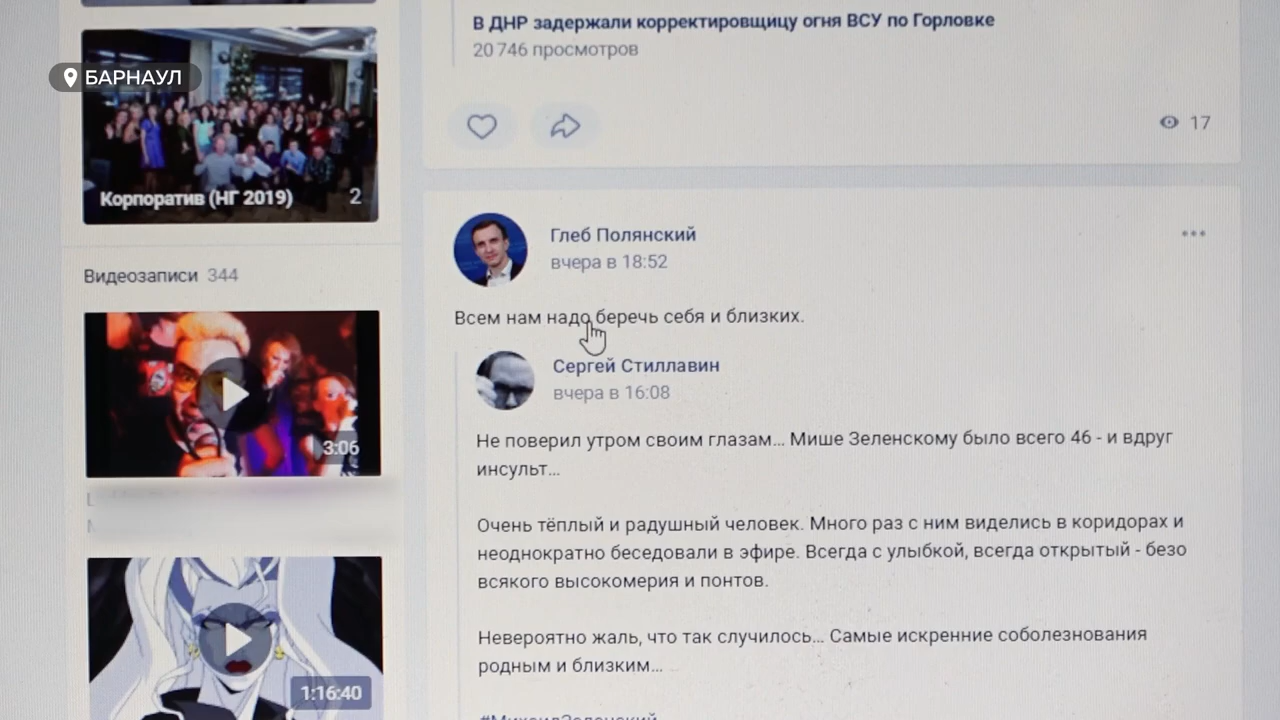 БАРНАУЛ
Корпоратив (НГ 2019)
2
Видеозаписи 344
3:06
1:16:40
В ДНР задержали корректировщицу огня ВСУ по Горловке
20 746 просмотров
17
Глеб Полянский
вчера в 18:52
Всем нам надо беречь себя и близких.
Сергей Стиллавин
вчера в 16:08
Не поверил утром своим глазам... Мише Зеленскому было всего 46 - и вдруг
инсульт...
Очень тёплый и радушный человек. Много раз с ним виделись в коридорах и
неоднократно беседовали в эфире. Всегда с улыбкой, всегда открытый - безо
всякого высокомерия и понтов.
Невероятно жаль, что так случилось... Самые искренние соболезнования
родным и близким...
#МихаилЗеленский